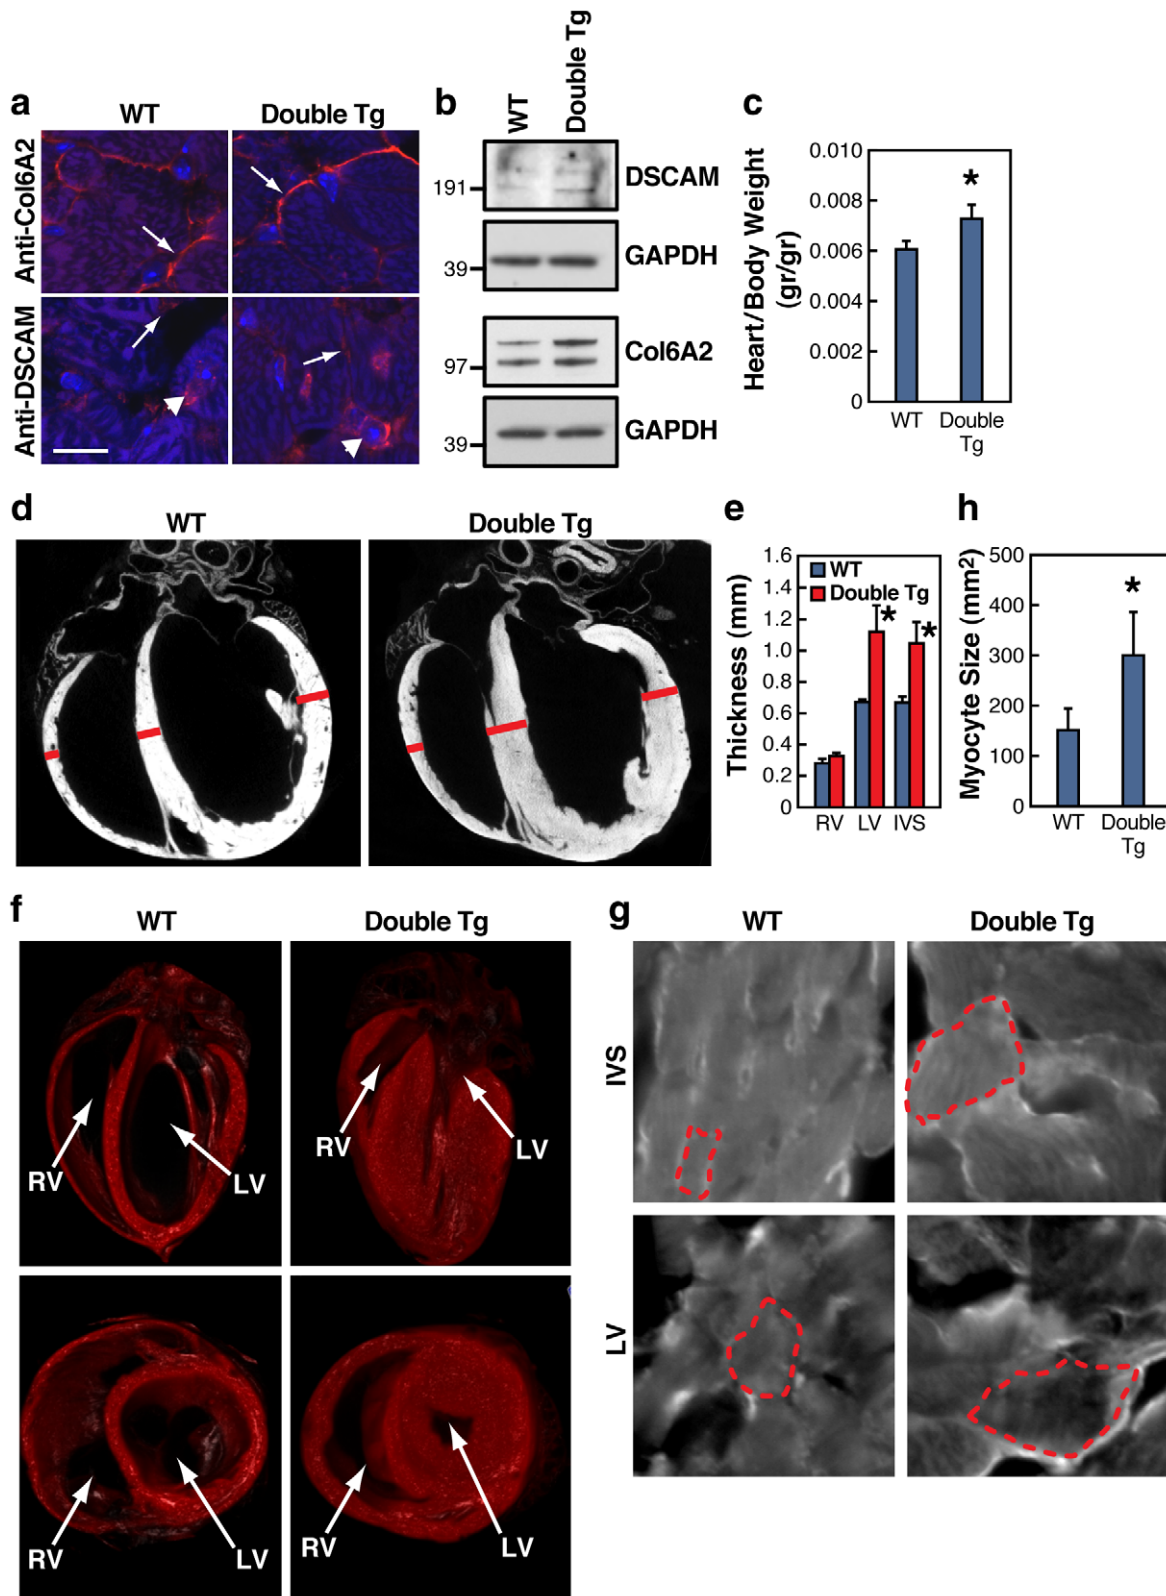 a
WT
Double Tg
Anti-Col6A2
Anti-DSCAM
b
WT
Double Tg
191
DSCAM
39
GAPDH
97
Col6A2
39
GAPDH
c
Heart/Body Weight
(gr/gr)
0.010
0.008
0.006
0.004
0.002
0
*
WT
Double
Tg
d
WT
Double Tg
e
Thickness (mm)
1.6
1.4
1.2
1.0
0.8
0.6
0.4
0.2
0
WT
Double Tg
*
*
RV
LV
IVS
h
Myocyte Size (mm2)
500
400
300
200
100
0
*
WT
Double
Tg
f
WT
Double Tg
RV
LV
RV
LV
RV
LV
RV
LV
g
WT
Double Tg
IVS
LV